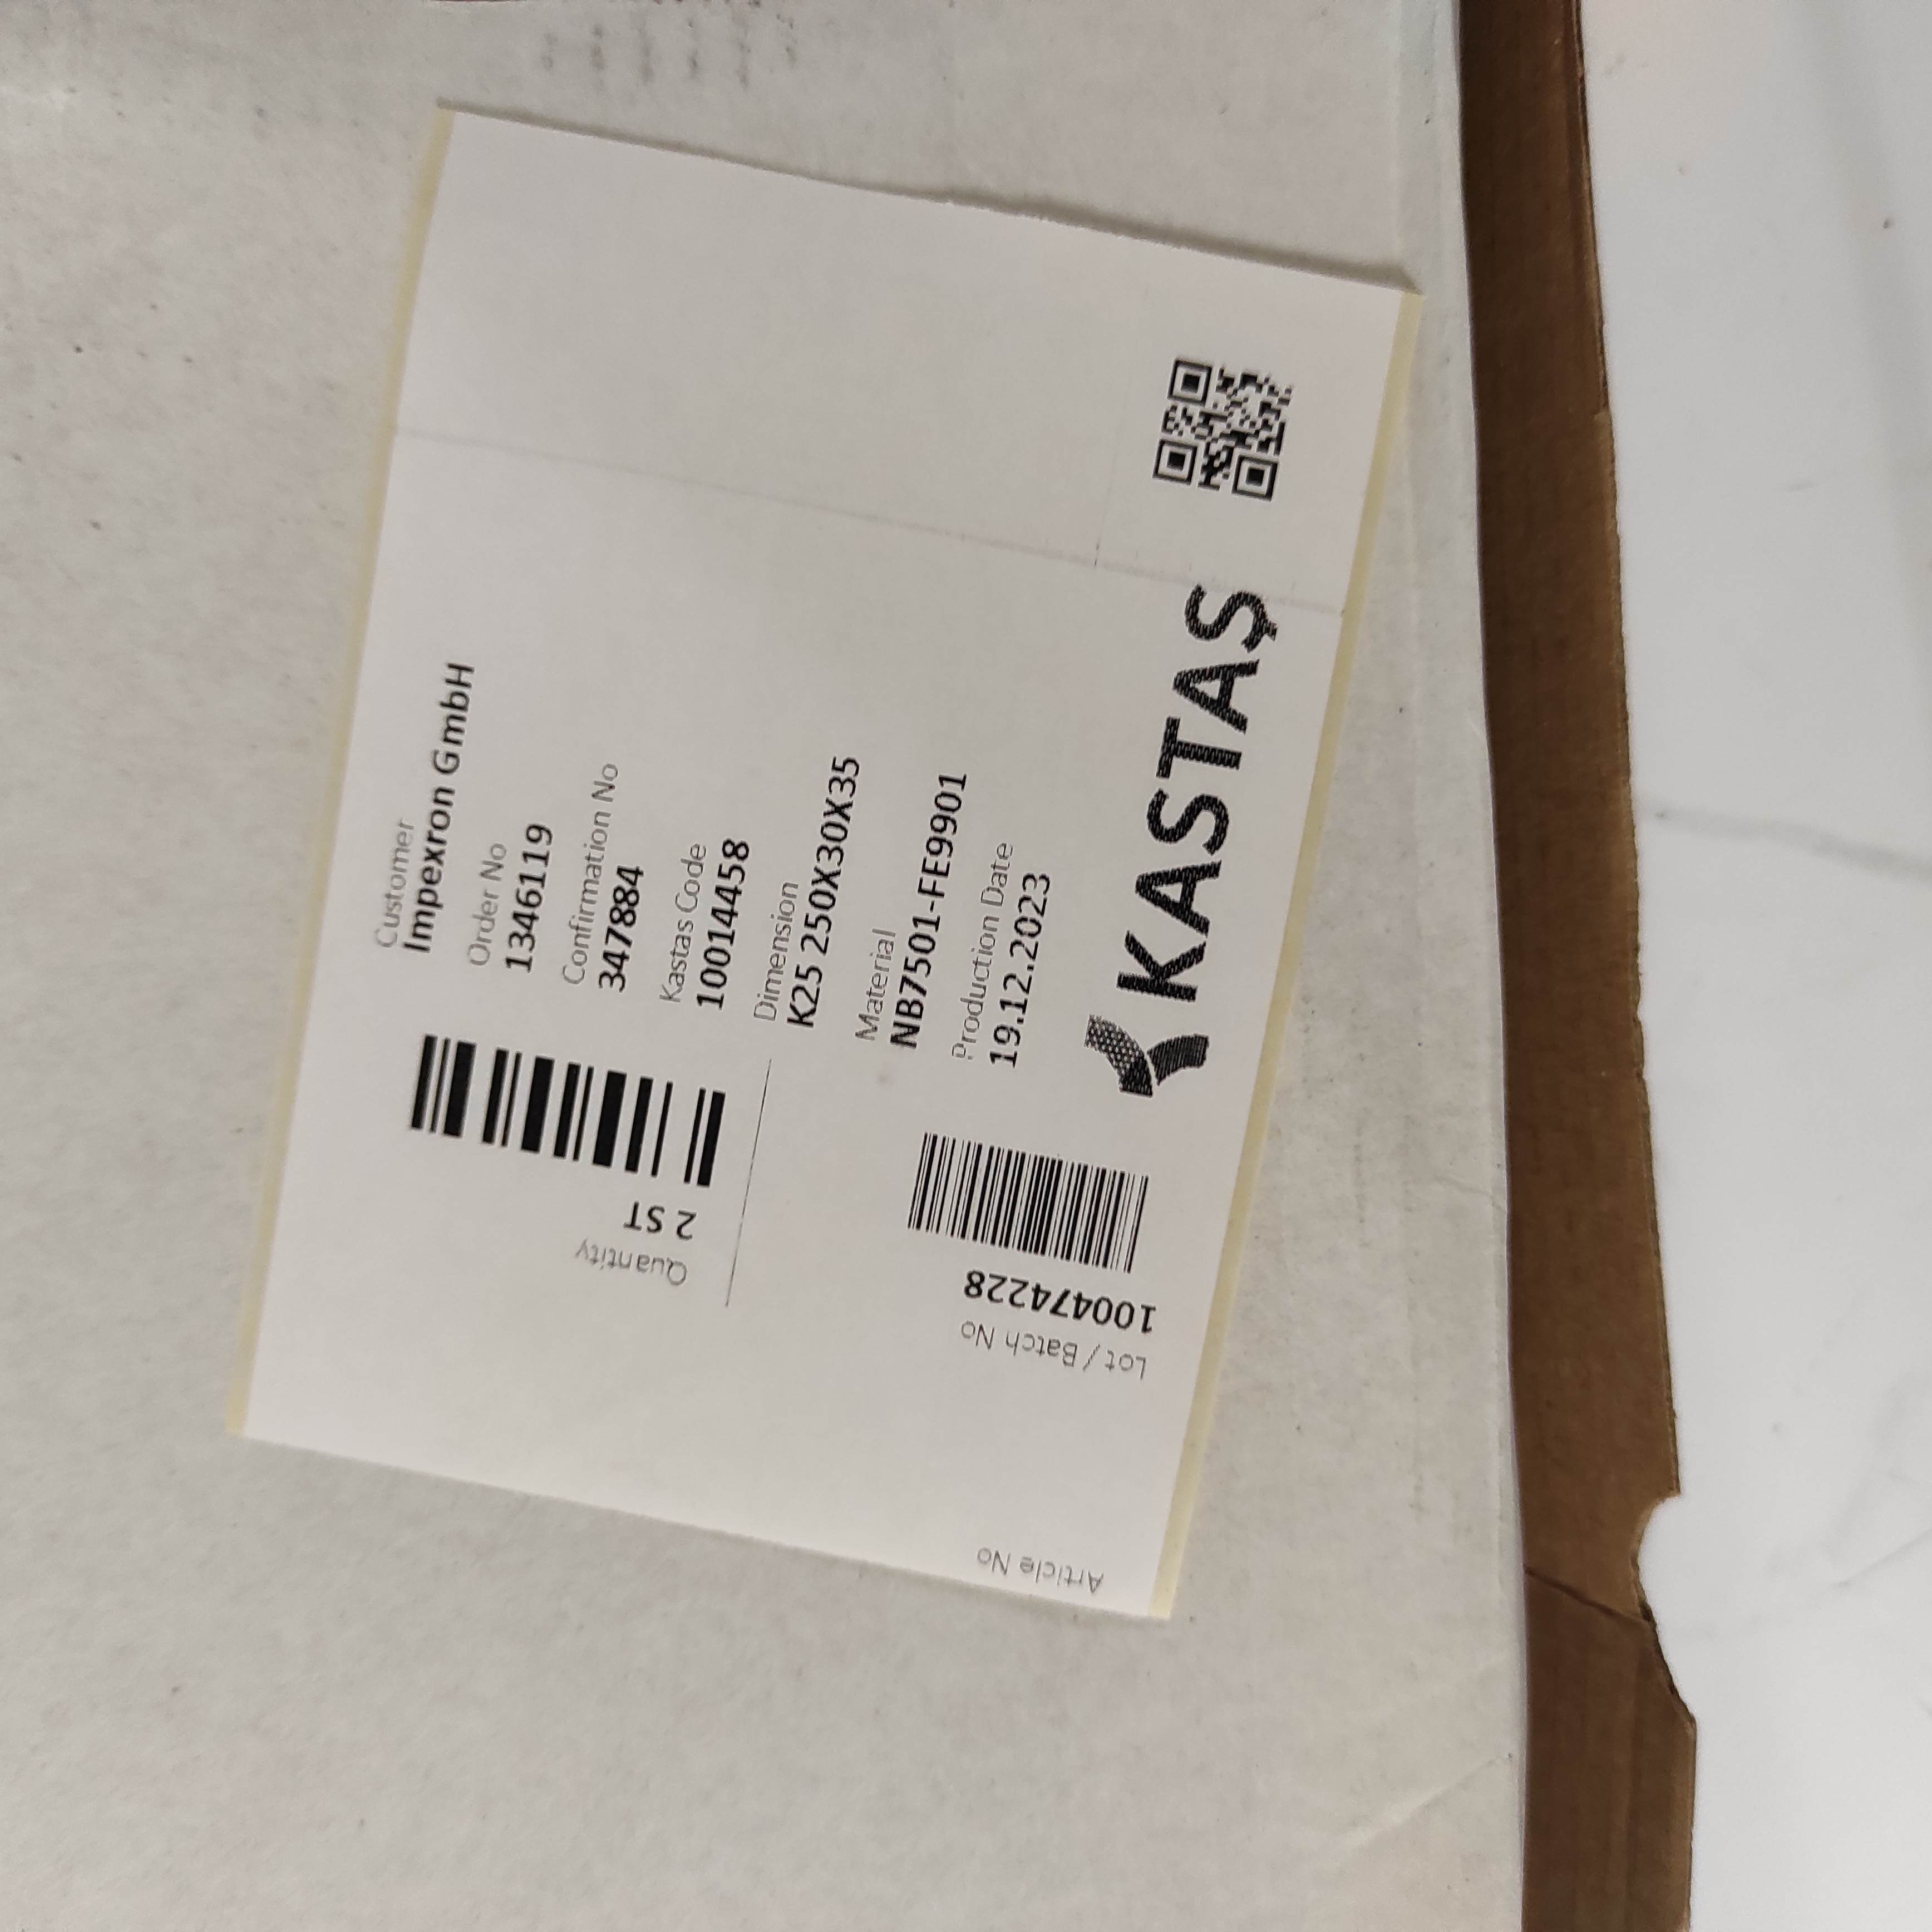 Customer
Impexron GmbH
Order No
1346119
Confirmation No
347884
Kastas Code
10014458
Dimension
K25 250X30X35
Material
NB7501-FE9901
Production Date
19.12.2023
KASTAŞ
Quantity
2 ST
Lot / Batch No
100474228
Article No